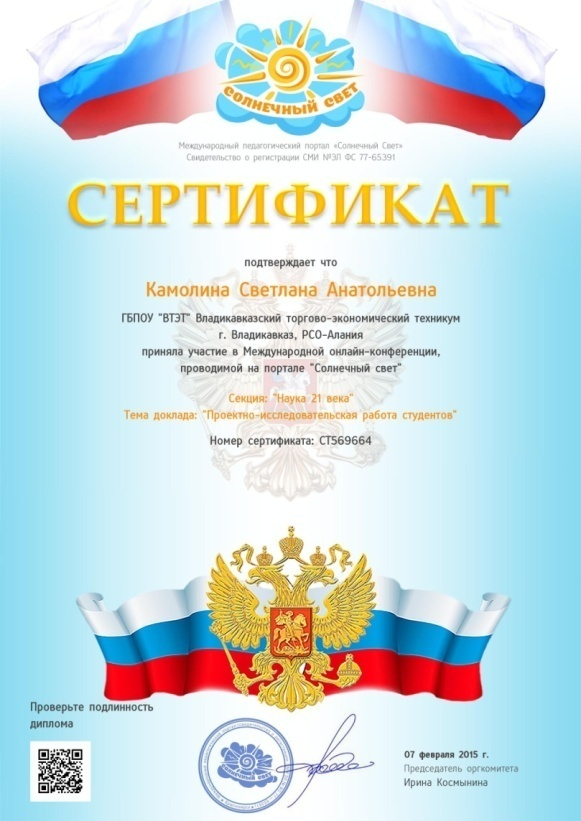 СОЛНЕЧНЫЙ СВЕТ
Международный педагогический портал «Солнечный Свет»
Свидетельство о регистрации СМИ №ЭЛ ФС 77-65391
СЕРТИФИКАТ
подтверждает что
Камолина Светлана Анатольевна
ГБПОУ "ВТЭТ" Владикавказский торгово-экономический техникум
г. Владикавказ, РСО-Алания
приняла участие в Международной онлайн-конференции,
проводимой на портале "Солнечный свет"
Секция: "Наука 21 века"
Тема доклада: "Проектно-исследовательская работа студентов"
Номер сертификата: СТ569664
Проверьте подлинность
диплома
СОЛНЕЧНЫЙ СВЕТ
07 февраля 2015 г.
Председатель оргкомитета
Ирина Космынина